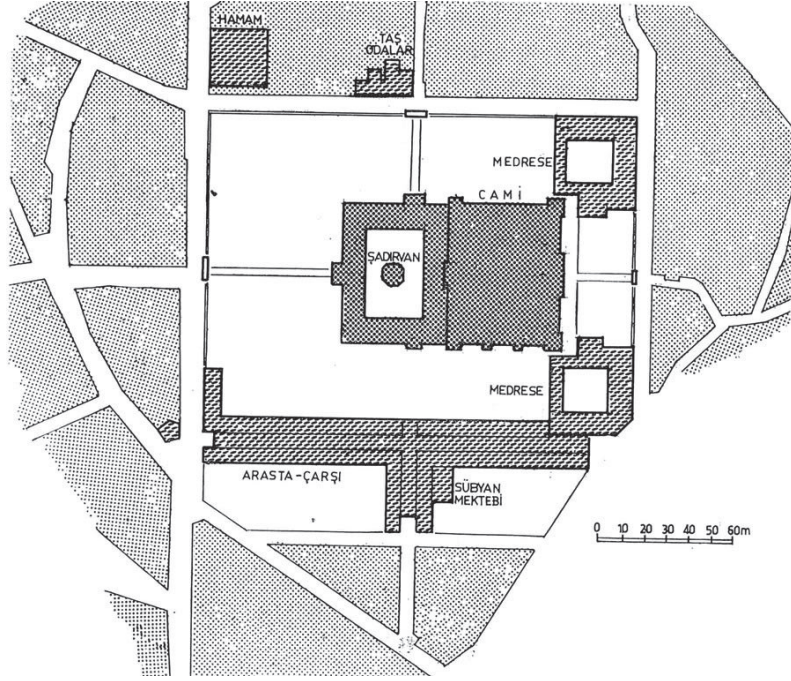 HAMAM
TAŞ
ODALAR
MEDRESE
CAMİ
ŞADIRVAN
MEDRESE
ARASTA-ÇARŞI
SÜBYAN
MEKTEBİ
0 10 20 30 40 50 60m